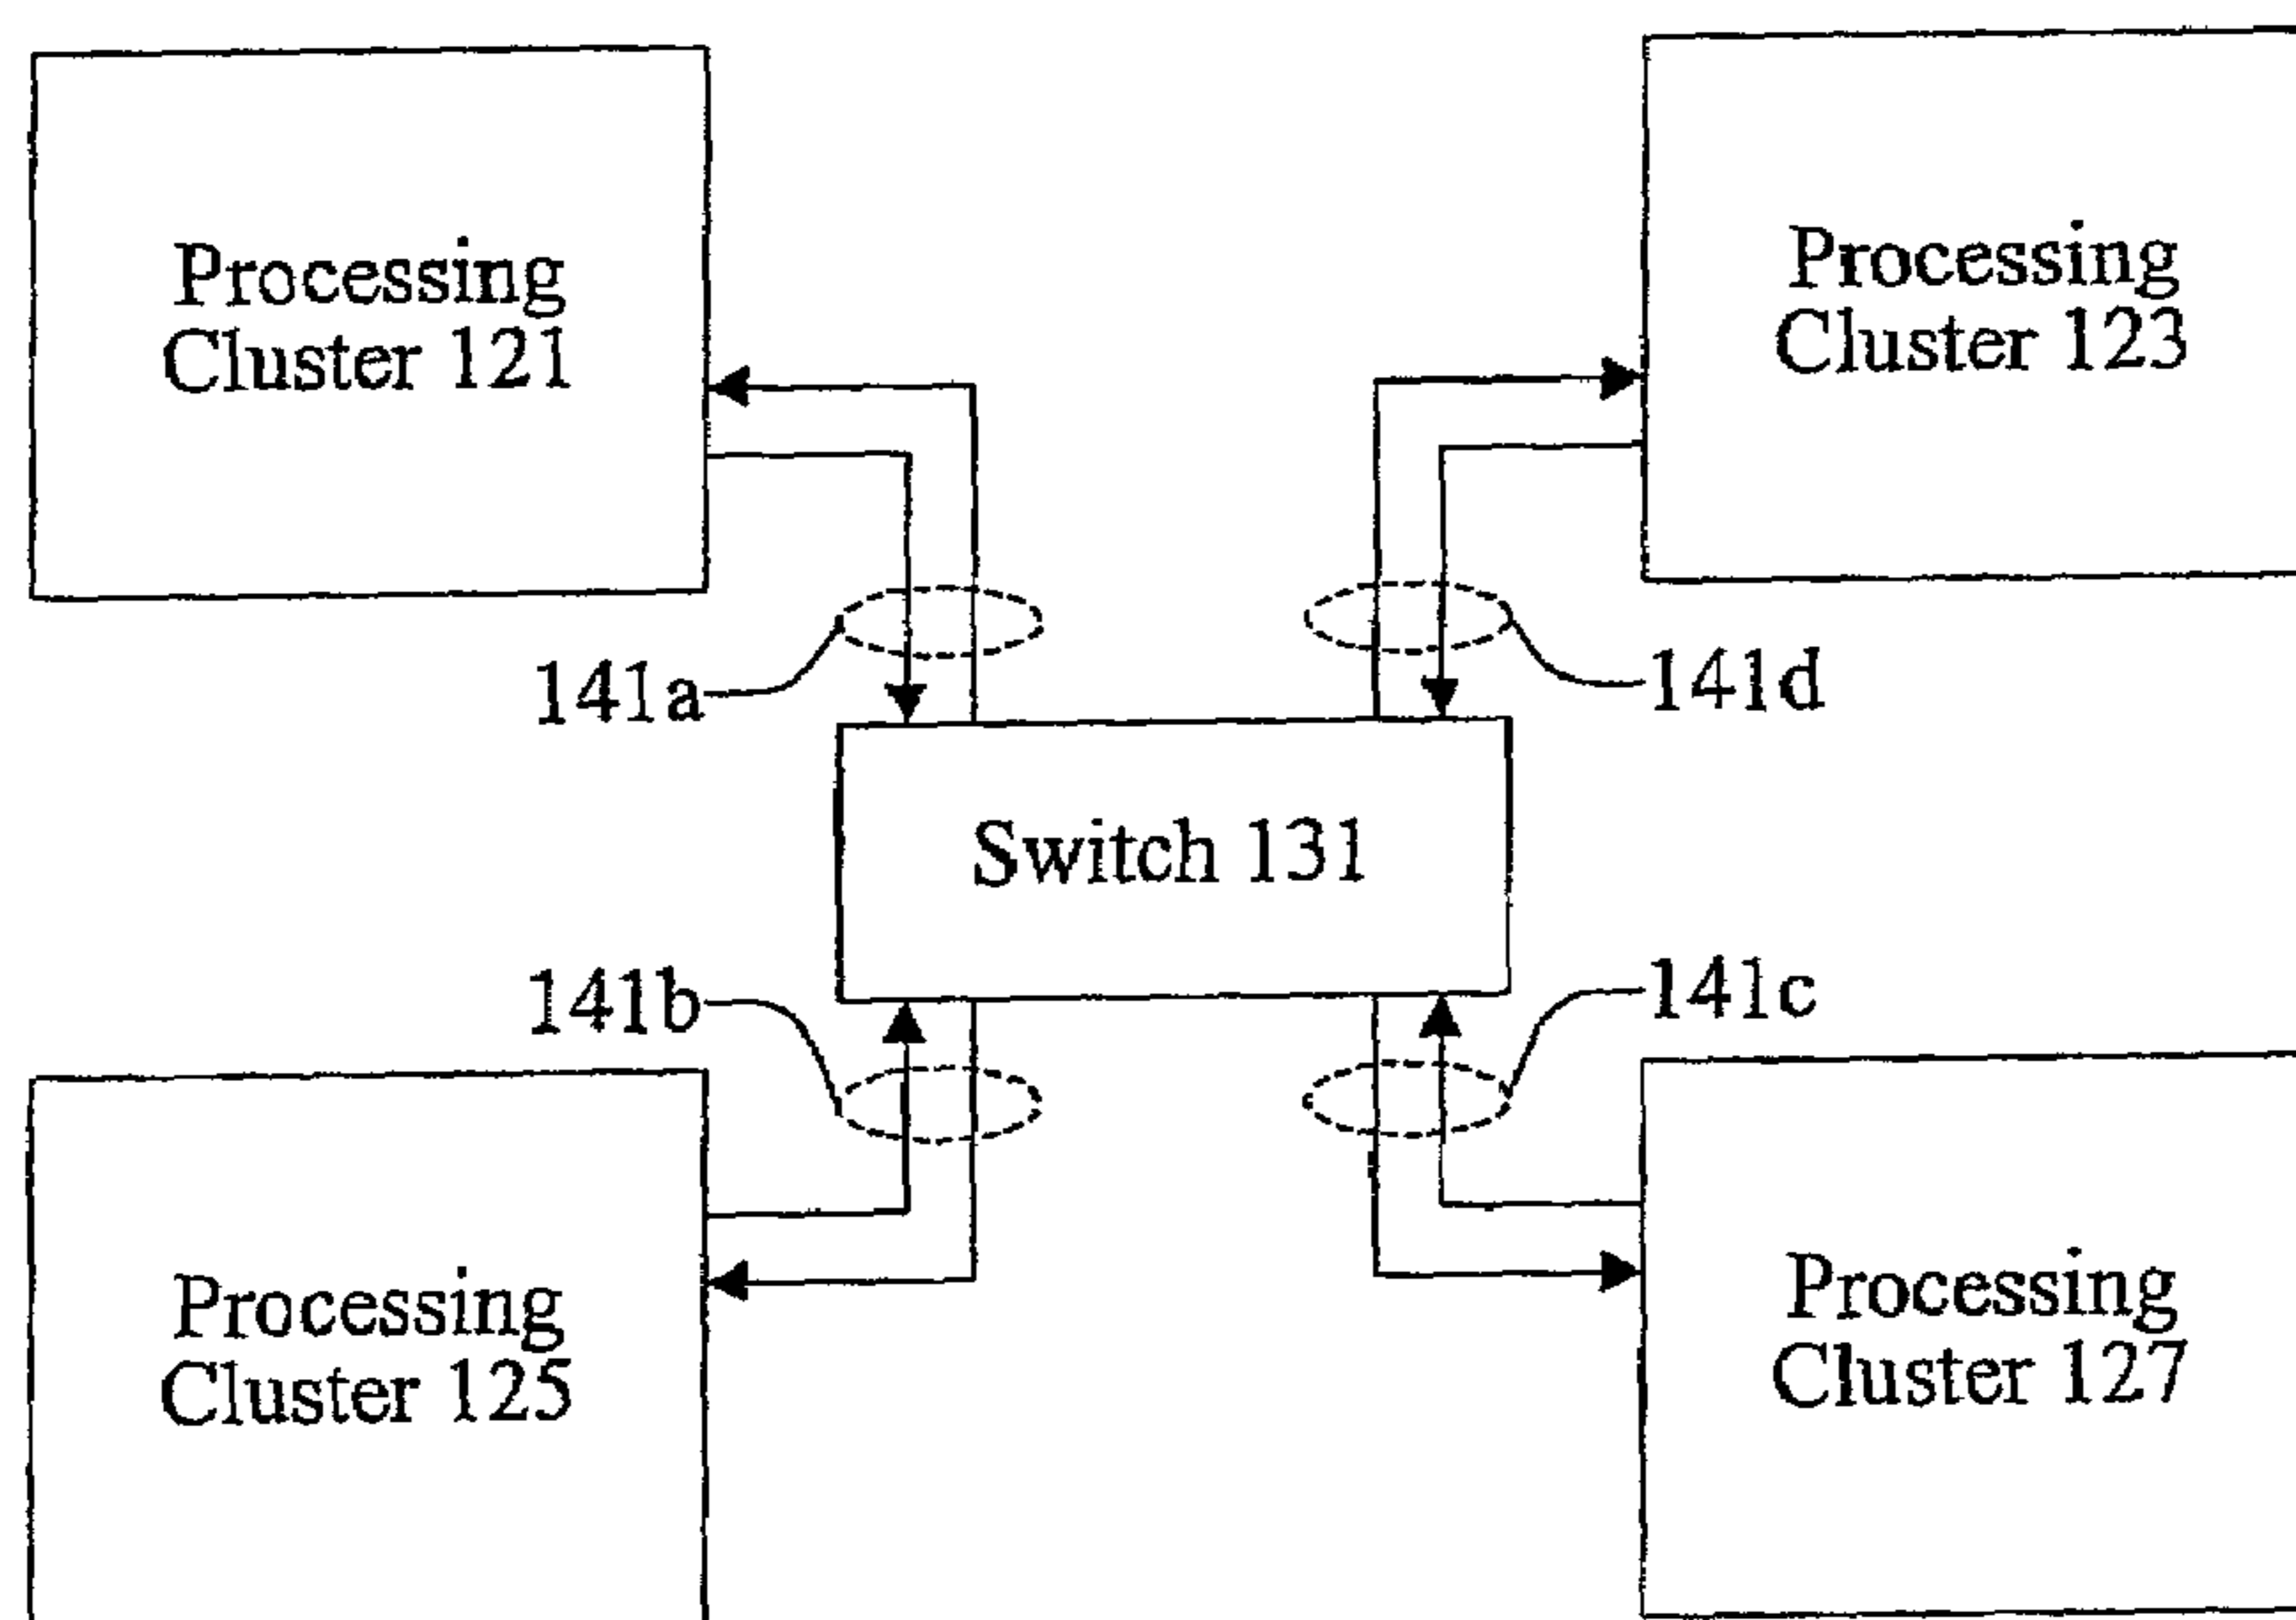 Processing
Cluster 121
Processing
Cluster 123
141a
141d
Switch 131
141b
141c
Processing
Cluster 125
Processing
Cluster 127